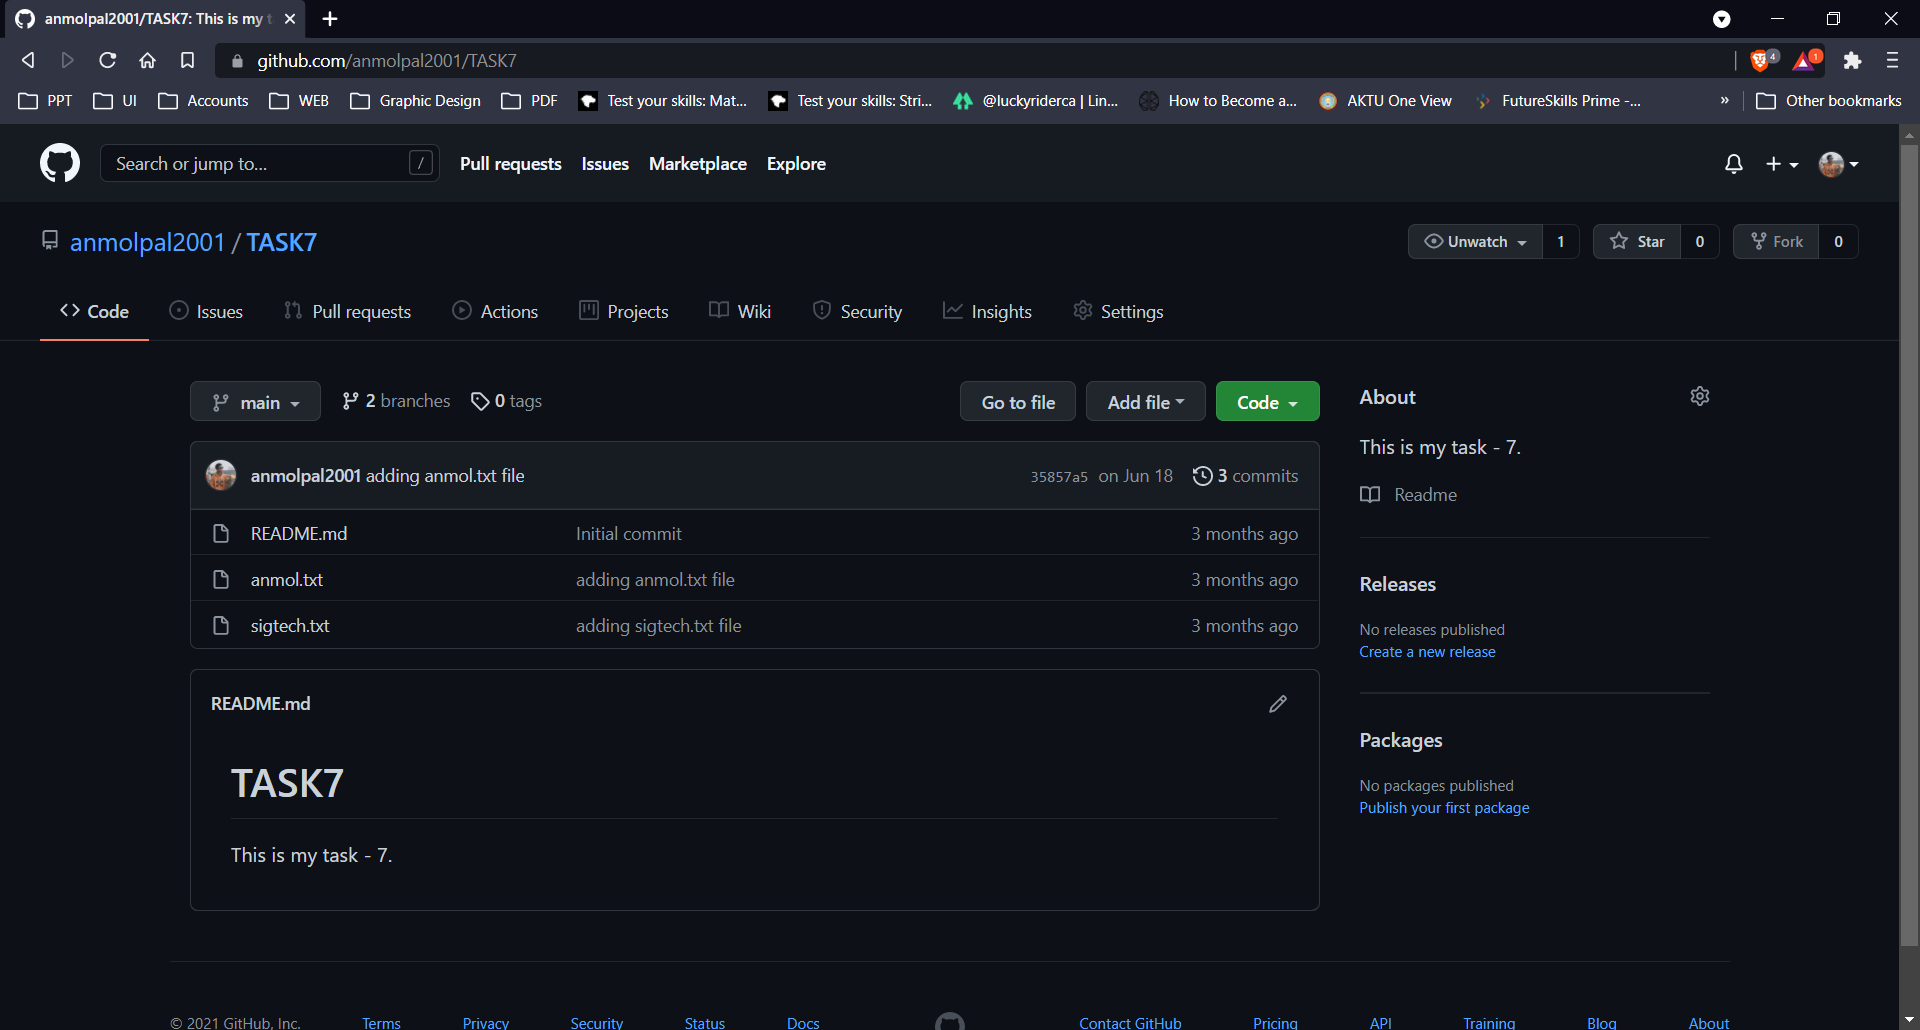 anmolpal2001/TASK7: This is my t
github.com/anmolpal2001/TASK7
4
1
PPT UI Accounts WEB Graphic Design PDF Test your skills: Mat... Test your skills: Stri... @luckyriderca | Lin... How to Become a... AKTU One View FutureSkills Prime -... » Other bookmarks
Search or jump to... / Pull requests Issues Marketplace Explore
anmolpal2001 / TASK7
Unwatch 1 Star 0 Fork 0
Code Issues Pull requests Actions Projects Wiki Security Insights Settings
main 2 branches 0 tags Go to file Add file Code
anmolpal2001 adding anmol.txt file 35857a5 on Jun 18 3 commits
README.md Initial commit 3 months ago
anmol.txt adding anmol.txt file 3 months ago
sigtech.txt adding sigtech.txt file 3 months ago
README.md
TASK7
This is my task - 7.
About
This is my task - 7.
Readme
Releases
No releases published
Create a new release
Packages
No packages published
Publish your first package
© 2021 GitHub, Inc. Terms Privacy Security Status Docs Contact GitHub Pricing API Training Blog About